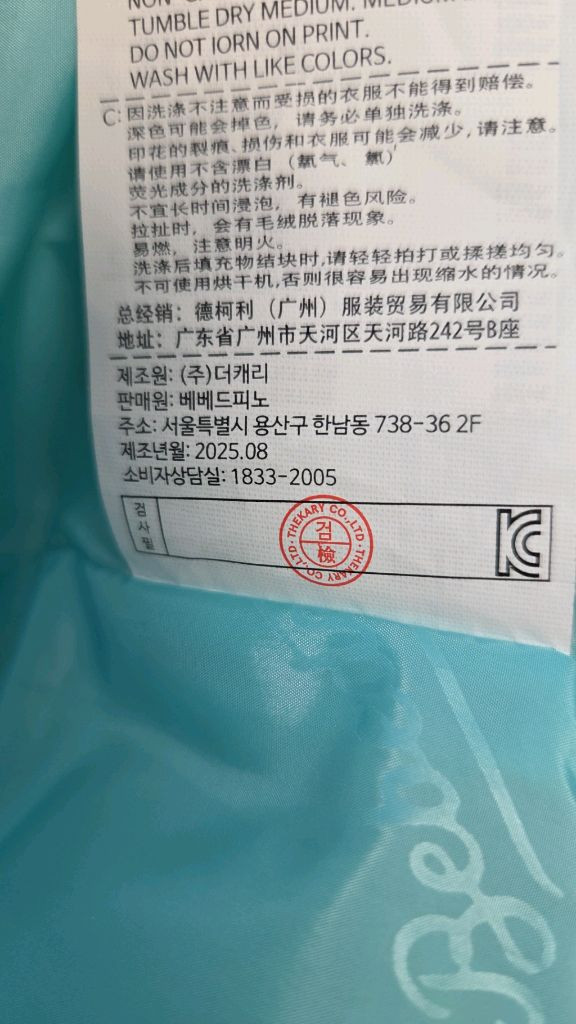 TUMBLE DRY MEDIUM.
DO NOT IORN ON PRINT.
WASH WITH LIKE COLORS.
C: 因洗涤不注意而受损的衣服不能得到赔偿。
深色可能会掉色，请务必单独洗涤。
印花的裂痕、损伤和衣服可能会减少,请注意。
请使用不含漂白（氧气、氯）
荧光成分的洗涤剂。
不宜长时间浸泡，有褪色风险。
拉扯时，会有毛绒脱落现象。
易燃，注意明火。
洗涤后填充物结块时,请轻轻拍打或揉搓均匀。
不可使用烘干机,否则很容易出现缩水的情况。
总经销：德柯利（广州）服装贸易有限公司
地址：广东省广州市天河区天河路242号B座
제조원: (주)더캐리
판매원: 베베드피노
주소: 서울특별시 용산구 한남동 738-36 2F
제조년월: 2025.08
소비자상담실: 1833-2005
검사필
THEKARY CO.,LTD · THEKARY CO.,LTD ·
검
檢
KC
Be